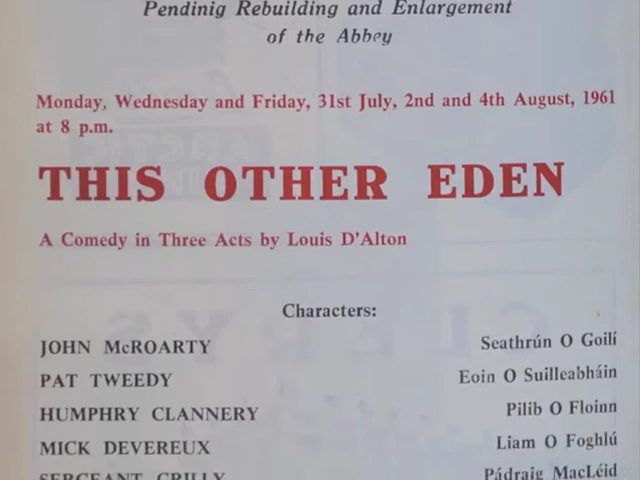 Pendinig Rebuilding and Enlargement
of the Abbey
Monday, Wednesday and Friday, 31st July, 2nd and 4th August, 1961
at 8 p.m.
THIS OTHER EDEN
A Comedy in Three Acts by Louis D'Alton
Characters:
JOHN McROARTY Seathrún O Goilí
PAT TWEEDY Eoin O Suilleabháin
HUMPHRY CLANNERY Pilib O Floinn
MICK DEVEREUX Liam O Foghlú
SERGEANT CRILLY Pádraig MacLéid